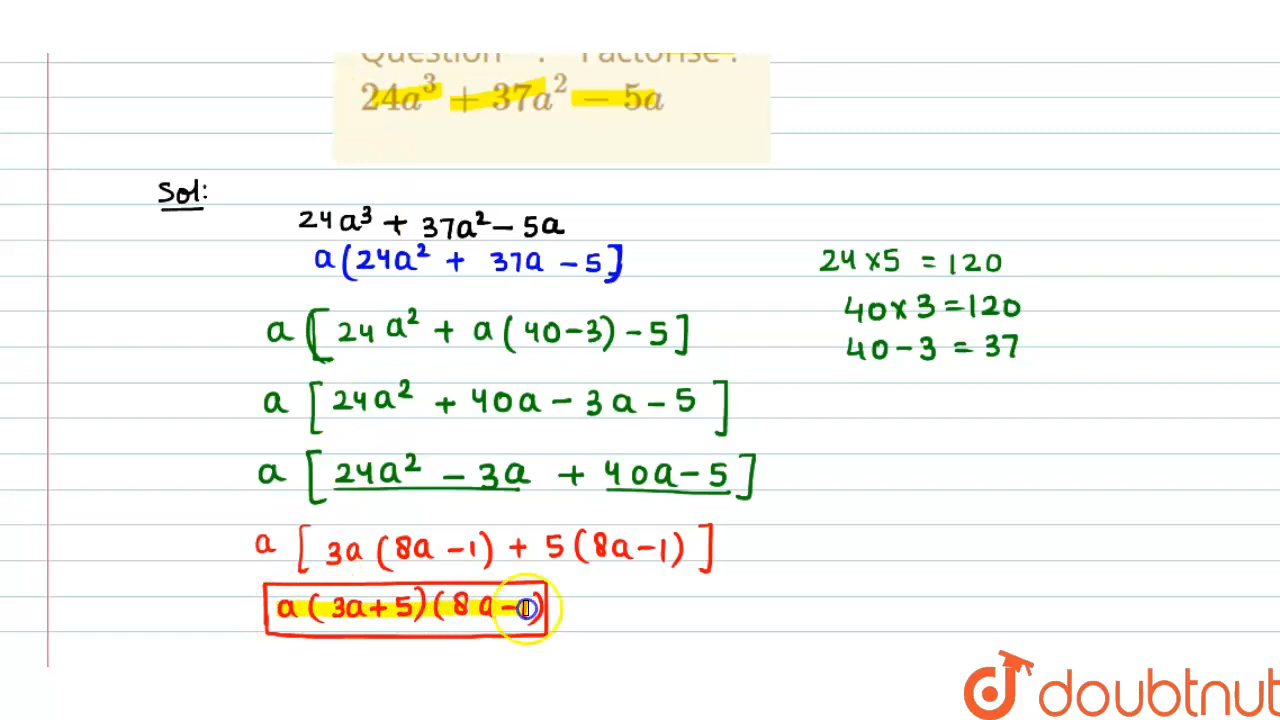 Question : Factorise :
24a³ + 37a² − 5a
Sol:
24a³ + 37a² − 5a
a(24a² + 37a − 5]
24 × 5 = 120
a [24a² + a(40−3) − 5]
40 × 3 = 120
40 − 3 = 37
a [24a² + 40a − 3a − 5]
a [24a² − 3a + 40a − 5]
a [3a(8a − 1) + 5(8a − 1)]
a(3a + 5)(8a − 1)
doubtnut